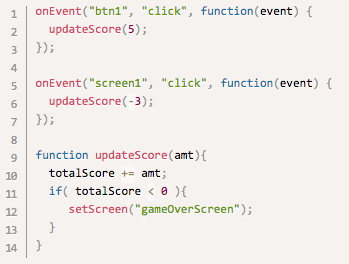 1 onEvent("btn1", "click", function(event) {
2   updateScore(5);
3 });
4
5 onEvent("screen1", "click", function(event) {
6   updateScore(-3);
7 });
8
9 function updateScore(amt){
10   totalScore += amt;
11   if( totalScore < 0 ){
12     setScreen("gameOverScreen");
13   }
14 }